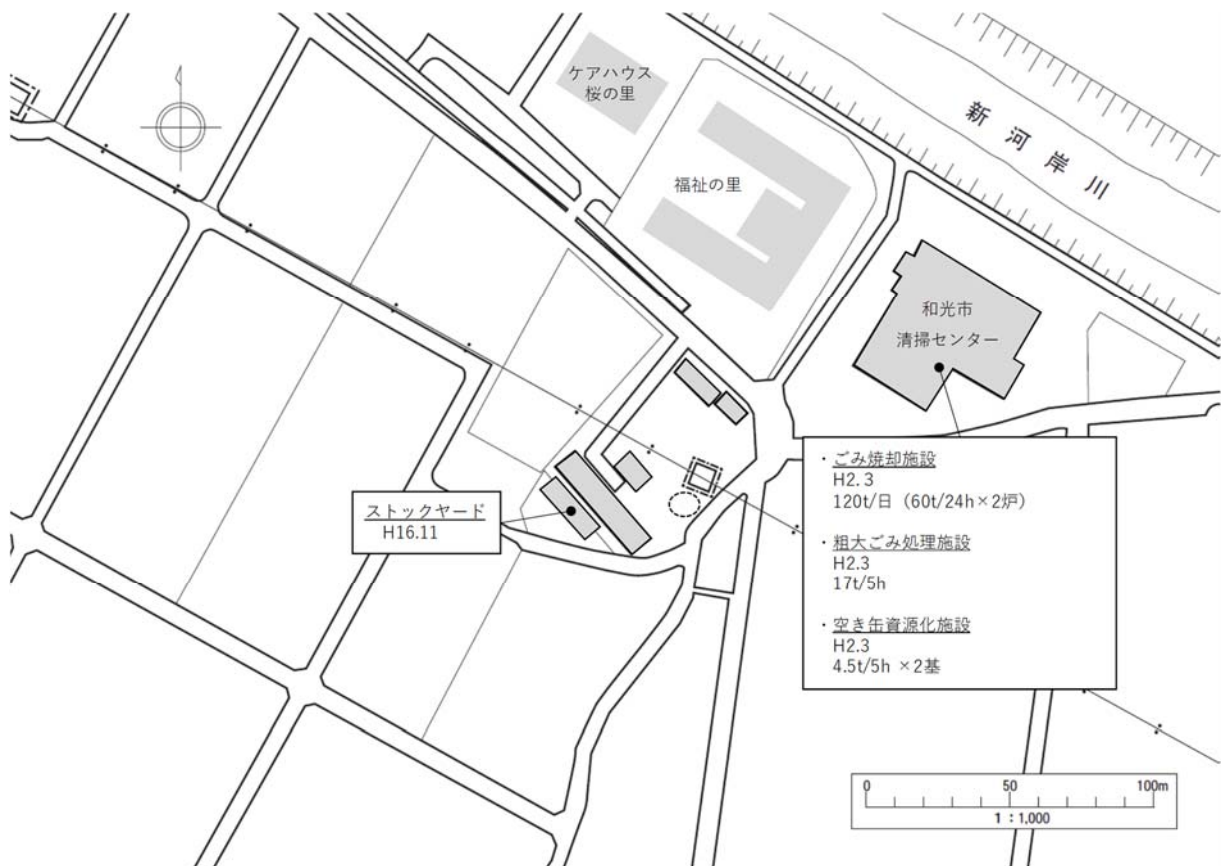 ケアハウス
桜の里
福祉の里
新河岸川
和光市
清掃センター
ストックヤード
H16.11
・ごみ焼却施設
H2.3
120t/日（60t/24h×2炉）
・粗大ごみ処理施設
H2.3
17t/5h
・空き缶資源化施設
H2.3
4.5t/5h ×2基
0 50 100m
1：1,000